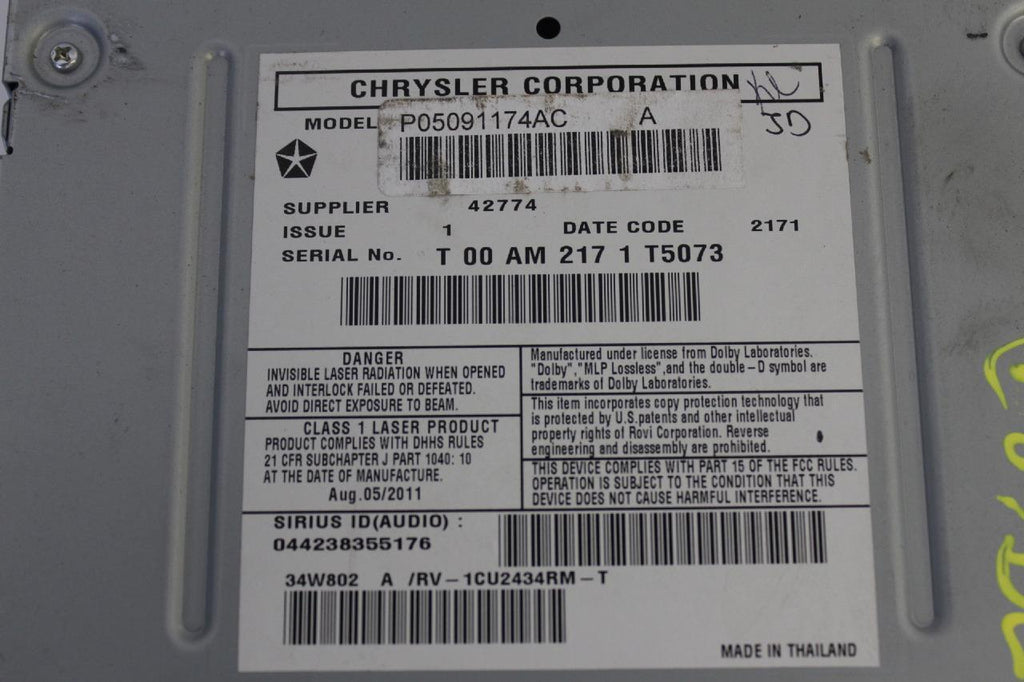 CHRYSLER CORPORATION
MODEL P05091174AC A
JD
SUPPLIER 42774
ISSUE 1 DATE CODE 2171
SERIAL No. T 00 AM 217 1 T5073
DANGER
INVISIBLE LASER RADIATION WHEN OPENED
AND INTERLOCK FAILED OR DEFEATED.
AVOID DIRECT EXPOSURE TO BEAM.
CLASS 1 LASER PRODUCT
PRODUCT COMPLIES WITH DHHS RULES
21 CFR SUBCHAPTER J PART 1040: 10
AT THE DATE OF MANUFACTURE.
Aug.05/2011
Manufactured under license from Dolby Laboratories.
"Dolby","MLP Lossless",and the double-D symbol are
trademarks of Dolby Laboratories.
This item incorporates copy protection technology that
is protected by U.S.patents and other intellectual
property rights of Rovi Corporation. Reverse
engineering and disassembly are prohibited.
THIS DEVICE COMPLIES WITH PART 15 OF THE FCC RULES.
OPERATION IS SUBJECT TO THE CONDITION THAT THIS
DEVICE DOES NOT CAUSE HARMFUL INTERFERENCE.
SIRIUS ID(AUDIO) :
044238355176
34W802 A /RV-1CU2434RM-T
MADE IN THAILAND